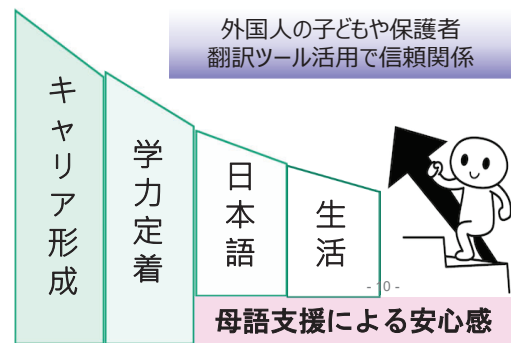 外国人の子どもや保護者
翻訳ツール活用で信頼関係
キャリア形成
学力定着
日本語
生活
- 10 -
母語支援による安心感